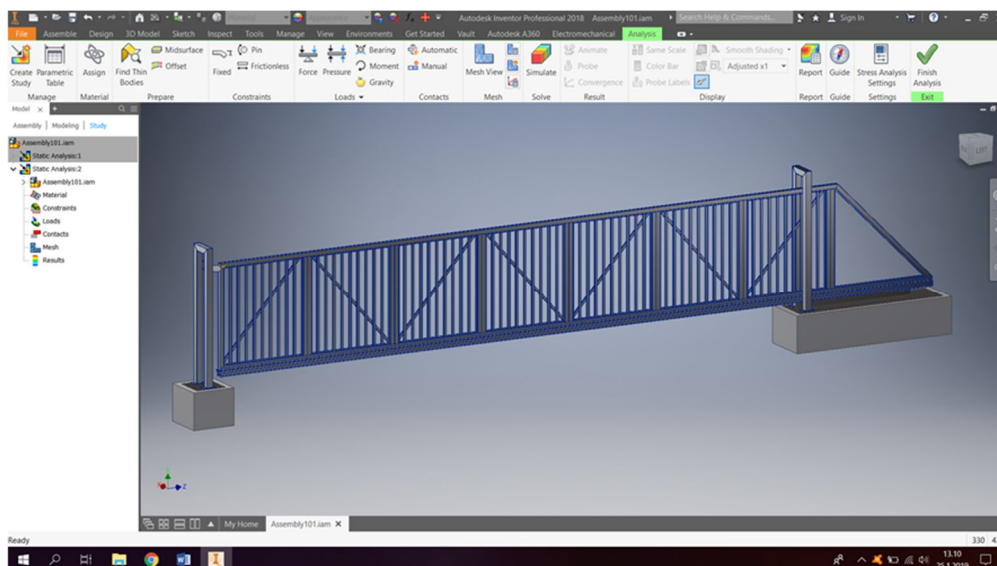 Autodesk Inventor Professional 2018 Assembly101.iam
Search Help & Commands...
Sign In
File Assemble Design 3D Model Sketch Inspect Tools Manage View Environments Get Started Vault Autodesk A360 Electromechanical Analysis
Midsurface Pin Bearing Automatic Animate Same Scale Smooth Shading
Offset Frictionless Moment Manual Probe Color Bar Adjusted x1
Gravity Convergence Probe Labels
Create Study
Parametric Table
Assign
Find Thin Bodies
Fixed
Force
Pressure
Mesh View
Simulate
Report
Guide
Stress Analysis Settings
Finish Analysis
Manage Material Prepare Constraints Loads Contacts Mesh Solve Result Display Report Guide Settings Exit
Model
Assembly | Modeling | Study
Assembly101.iam
Static Analysis:1
Static Analysis:2
Assembly101.iam
Material
Constraints
Loads
Contacts
Mesh
Results
LEFT
My Home Assembly101.iam
Ready
330 4
13.10
25.1.2019